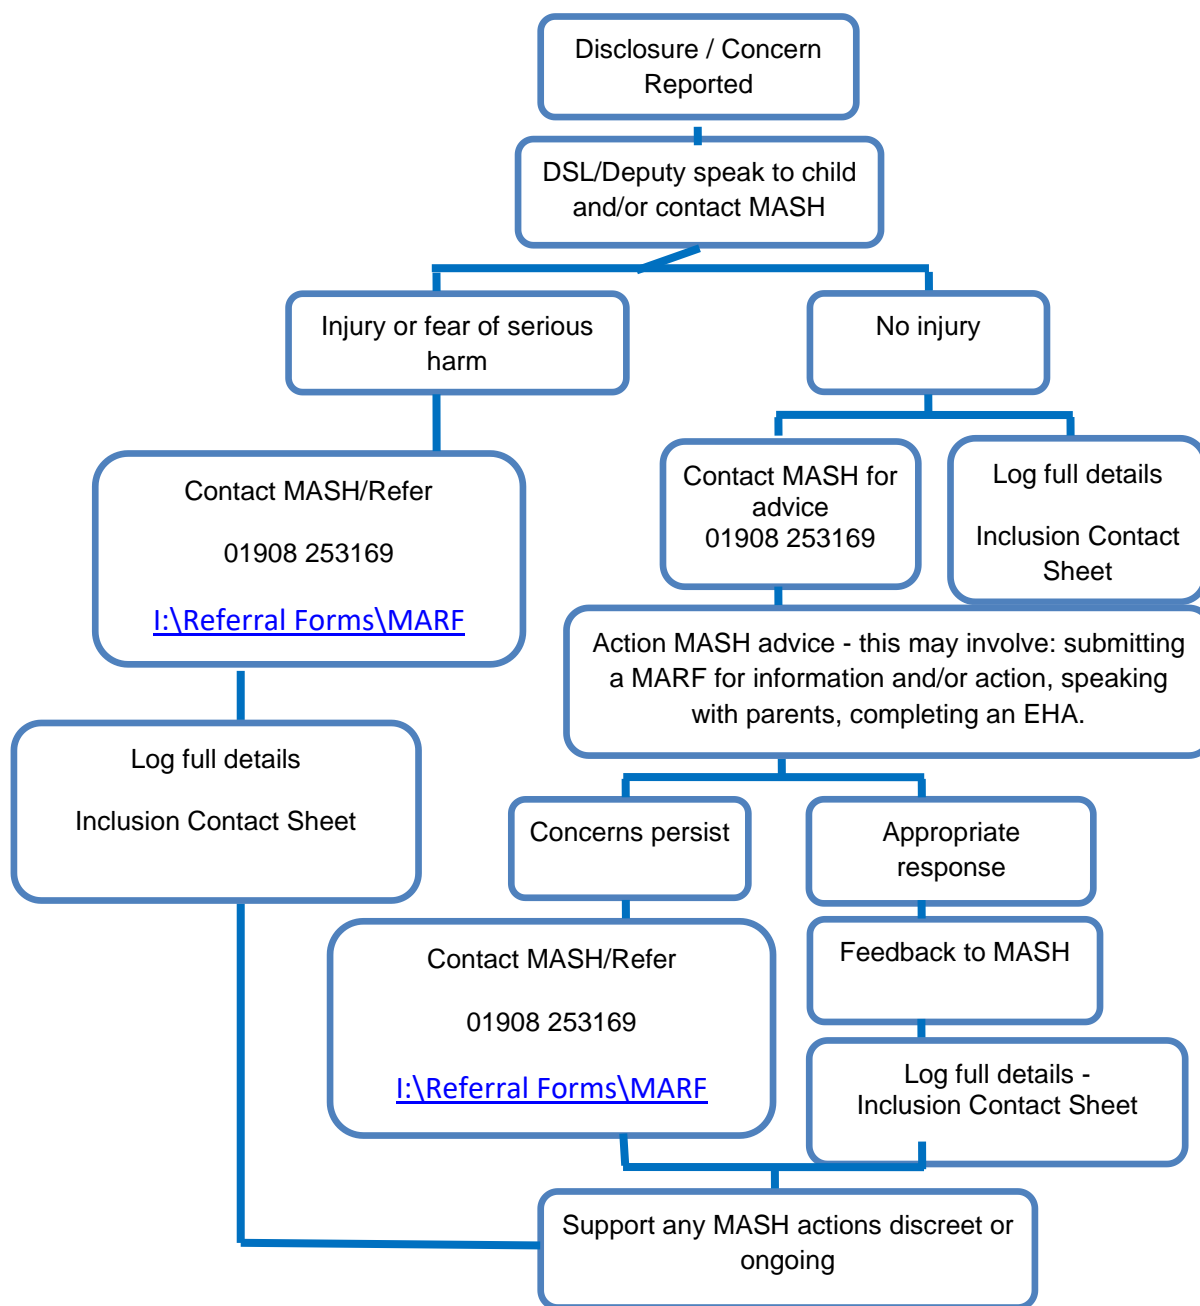 Disclosure / Concern
Reported
DSL/Deputy speak to child
and/or contact MASH
Injury or fear of serious
harm
No injury
Contact MASH/Refer
01908 253169
I:\Referral Forms\MARF
Contact MASH for
advice
01908 253169
Log full details
Inclusion Contact
Sheet
Action MASH advice - this may involve: submitting
a MARF for information and/or action, speaking
with parents, completing an EHA.
Log full details
Inclusion Contact Sheet
Concerns persist
Appropriate
response
Contact MASH/Refer
01908 253169
I:\Referral Forms\MARF
Feedback to MASH
Log full details -
Inclusion Contact Sheet
Support any MASH actions discreet or
ongoing